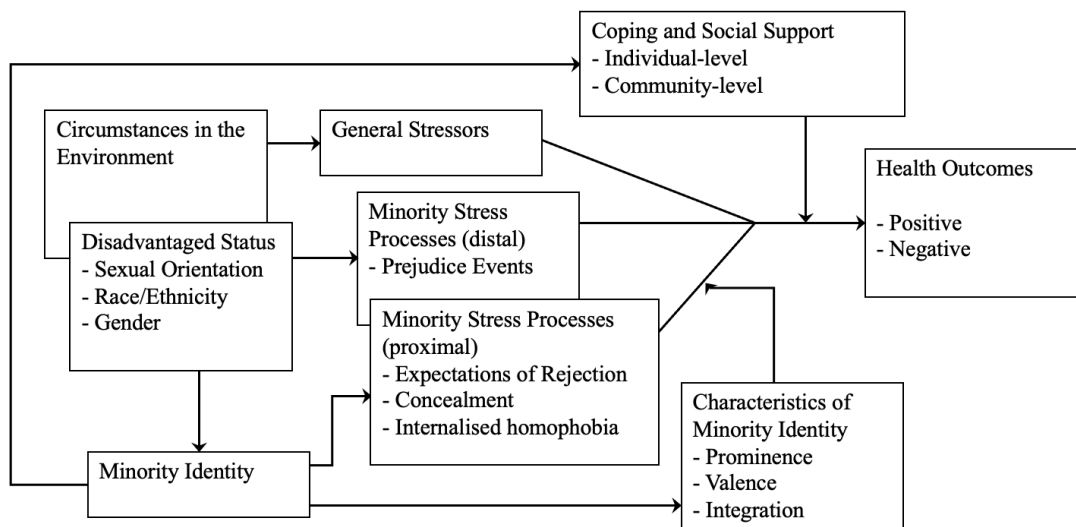 Coping and Social Support
- Individual-level
- Community-level
Circumstances in the
Environment
General Stressors
Health Outcomes
- Positive
- Negative
Minority Stress
Processes (distal)
- Prejudice Events
Disadvantaged Status
- Sexual Orientation
- Race/Ethnicity
- Gender
Minority Stress Processes
(proximal)
- Expectations of Rejection
- Concealment
- Internalised homophobia
Characteristics of
Minority Identity
- Prominence
- Valence
- Integration
Minority Identity